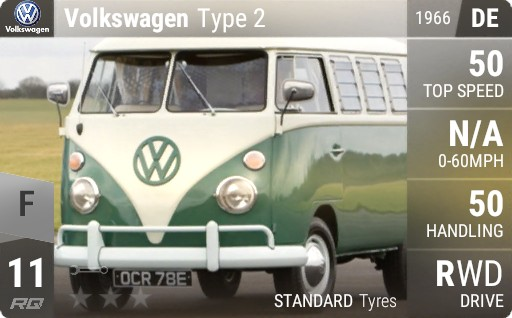 Volkswagen Type 2
1966 DE
Volkswagen
50
TOP SPEED
N/A
0-60MPH
50
HANDLING
RWD
DRIVE
F
11
RQ
OCR 78E
STANDARD Tyres